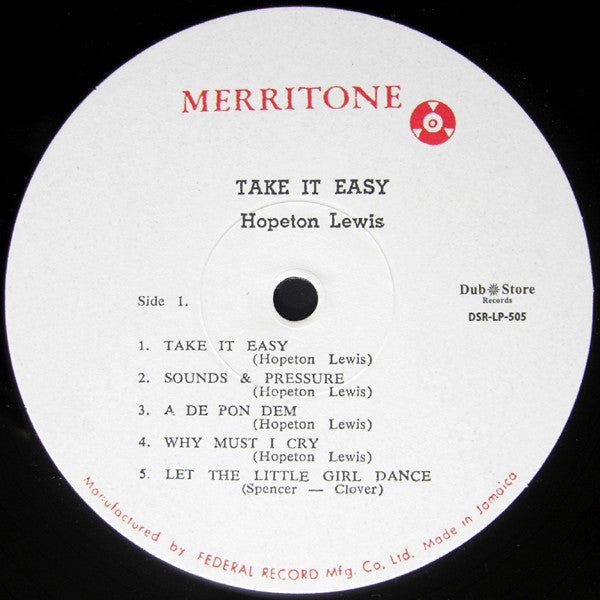 MERRITONE
TAKE IT EASY
Hopeton Lewis
Side 1.
Dub Store
Records
DSR-LP-505
1. TAKE IT EASY
(Hopeton Lewis)
2. SOUNDS & PRESSURE
(Hopeton Lewis)
3. A DE PON DEM
(Hopeton Lewis)
4. WHY MUST I CRY
(Hopeton Lewis)
5. LET THE LITTLE GIRL DANCE
(Spencer — Clover)
Manufactured by FEDERAL RECORD Mfg. Co. Ltd. Made in Jamaica